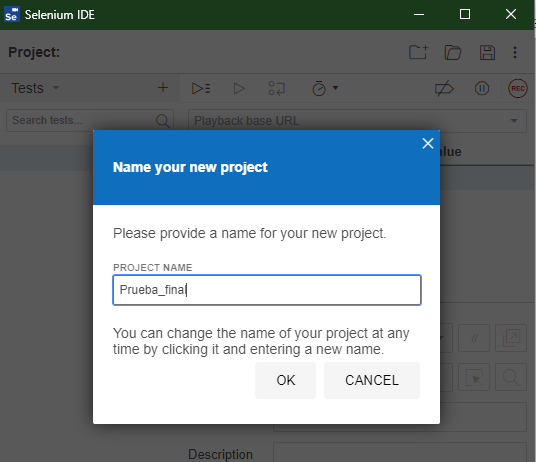 Se Selenium IDE
Project:
Tests
Search tests...
Playback base URL
REC
alue
Name your new project
Please provide a name for your new project.
PROJECT NAME
Prueba_final
You can change the name of your project at any
time by clicking it and entering a new name.
OK CANCEL
//
Description